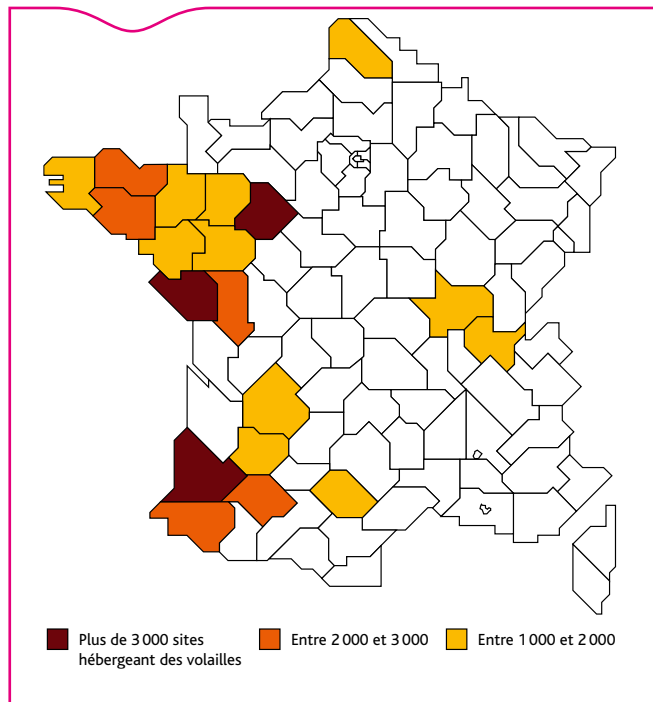 Plus de 3 000 sites
hébergeant des volailles
Entre 2 000 et 3 000
Entre 1 000 et 2 000